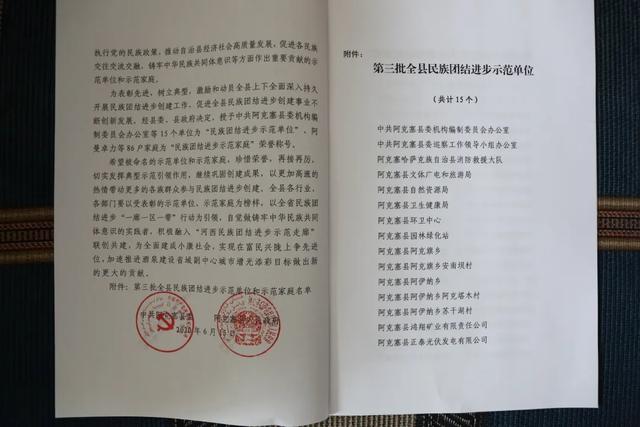 执行党的民族政策，推动自治县经济社会高质量发展，促进各民族
交往交流交融、铸牢中华民族共同体意识等方面作出重要贡献的示
范单位和示范家庭。
为表彰先进，树立典型，激励和动员全县上下全面深入持久
开展民族团结进步创建工作，促进全县民族团结进步创建事业不
断创新发展，经县委、县政府决定，授予中共阿克塞县委机构编
制委员会办公室等15个单位为“民族团结进步示范单位”、阿
曼卓力等86户家庭为“民族团结进步示范家庭”荣誉称号。
希望被命名的示范单位和示范家庭，珍惜荣誉，再接再厉，
切实发挥典型示范引领作用，继续巩固创建成果，以更加高涨的
热情带动更多的各族群众参与民族团结进步创建。全县各行业、
各部门要以受表彰的示范单位、示范家庭为榜样，以全省民族团
结进步“一廊一区一带”行动为引领，自觉做铸牢中华民族共同
体意识的实践者，积极融入“河西民族团结进步示范走廊”
联创共建，为全面建成小康社会，实现在富民兴陇上争先进
位，加速推进酒泉建设省域副中心城市增光添彩目标做出新
的更大的贡献。
附件：第三批全县民族团结进步示范单位和示范家庭名单
中共阿克塞县委
阿克塞县人民政府
2020年6月15日
附件：
第三批全县民族团结进步示范单位
（共计15个）
中共阿克塞县委机构编制委员会办公室
中共阿克塞县委巡察工作领导小组办公室
阿克塞哈萨克族自治县消防救援大队
阿克塞县文体广电和旅游局
阿克塞县自然资源局
阿克塞县卫生健康局
阿克塞县环卫中心
阿克塞县园林绿化站
阿克塞县阿克旗乡
阿克塞县阿克旗乡安南坝村
阿克塞县阿伊纳乡
阿克塞县阿伊纳乡阿克塔木村
阿克塞县阿伊纳乡苏干湖村
阿克塞县鸿翔矿业有限责任公司
阿克塞县正泰光伏发电有限公司